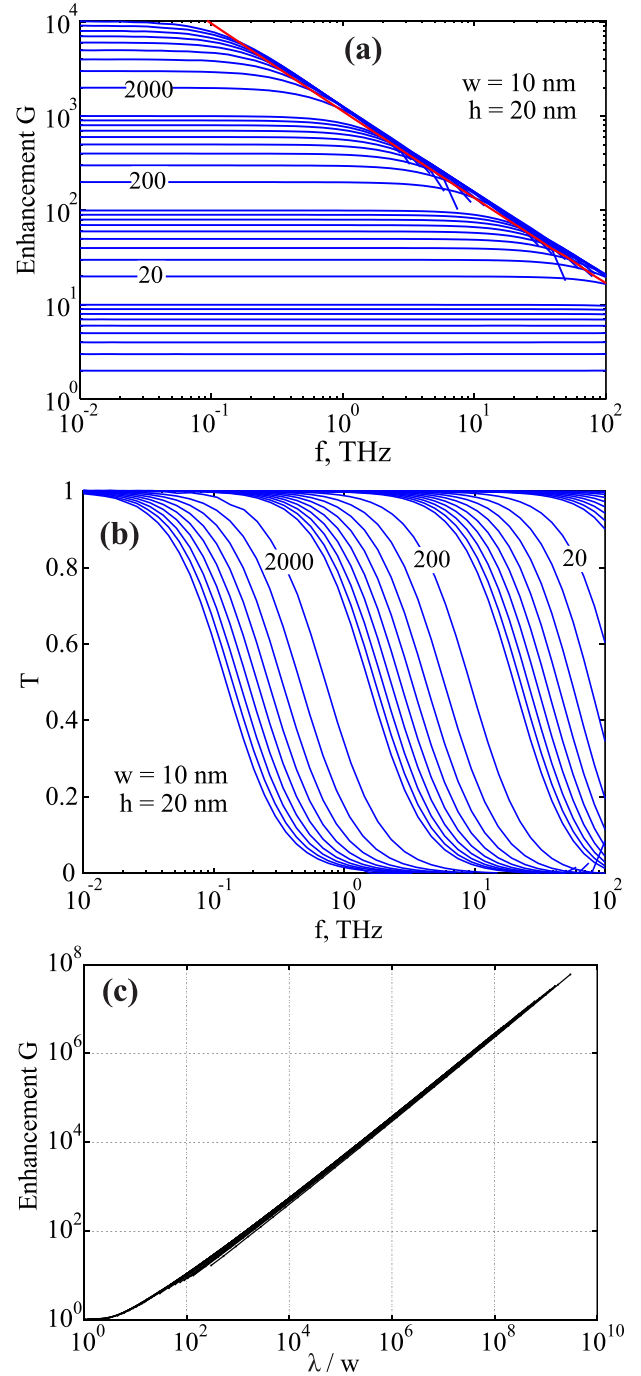 (a)
w = 10 nm
h = 20 nm
Enhancement G
10^4
10^3
10^2
10^1
10^0
2000
200
20
10^-2
10^-1
10^0
10^1
10^2
f, THz
(b)
2000
200
20
w = 10 nm
h = 20 nm
T
1
0.8
0.6
0.4
0.2
0
10^-2
10^-1
10^0
10^1
10^2
f, THz
(c)
Enhancement G
10^8
10^6
10^4
10^2
10^0
10^0
10^2
10^4
10^6
10^8
10^10
λ / w